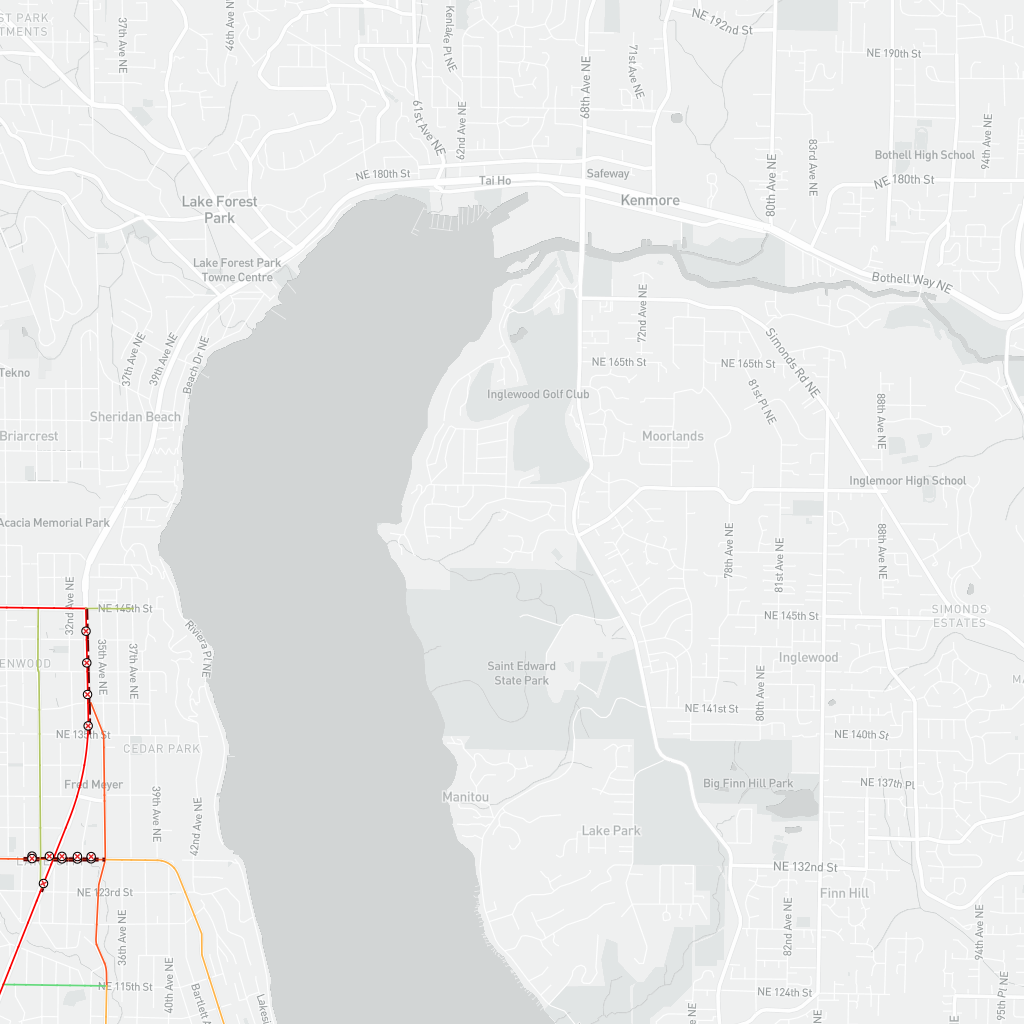 37th Ave NE
46th Ave N
Kenlake Pl NE
NE 192nd St
68th Ave NE
71st Ave NE
NE 190th St
61st Ave NE
62nd Ave NE
83rd Ave NE
94th Ave NE
Bothell High School
NE 180th St
Tai Ho
Safeway
80th Ave NE
NE 180th St
Lake Forest
Park
Kenmore
Lake Forest Park
Towne Centre
Bothell Way NE
72nd Ave NE
Simonds Rd NE
37th Ave NE
39th Ave NE
Beach Dr NE
NE 165th St
NE 165th St
Tekno
81st Pl NE
Inglewood Golf Club
88th Ave NE
Sheridan Beach
Briarcrest
Moorlands
Inglemoor High School
Acacia Memorial Park
78th Ave NE
81st Ave NE
88th Ave NE
32nd Ave NE
NE 145th St
NE 145th St
SIMONDS
ESTATES
Riviera Pl NE
35th Ave NE
37th Ave NE
Inglewood
Saint Edward
State Park
80th Ave NE
NE 141st St
NE 135th St
NE 140th St
CEDAR PARK
Fred Meyer
Big Finn Hill Park
NE 137th Pl
Manitou
39th Ave NE
42nd Ave NE
Lake Park
NE 132nd St
NE 123rd St
Finn Hill
36th Ave NE
82nd Ave NE
94th Ave NE
40th Ave NE
NE 115th St
NE 124th St
95th Pl NE